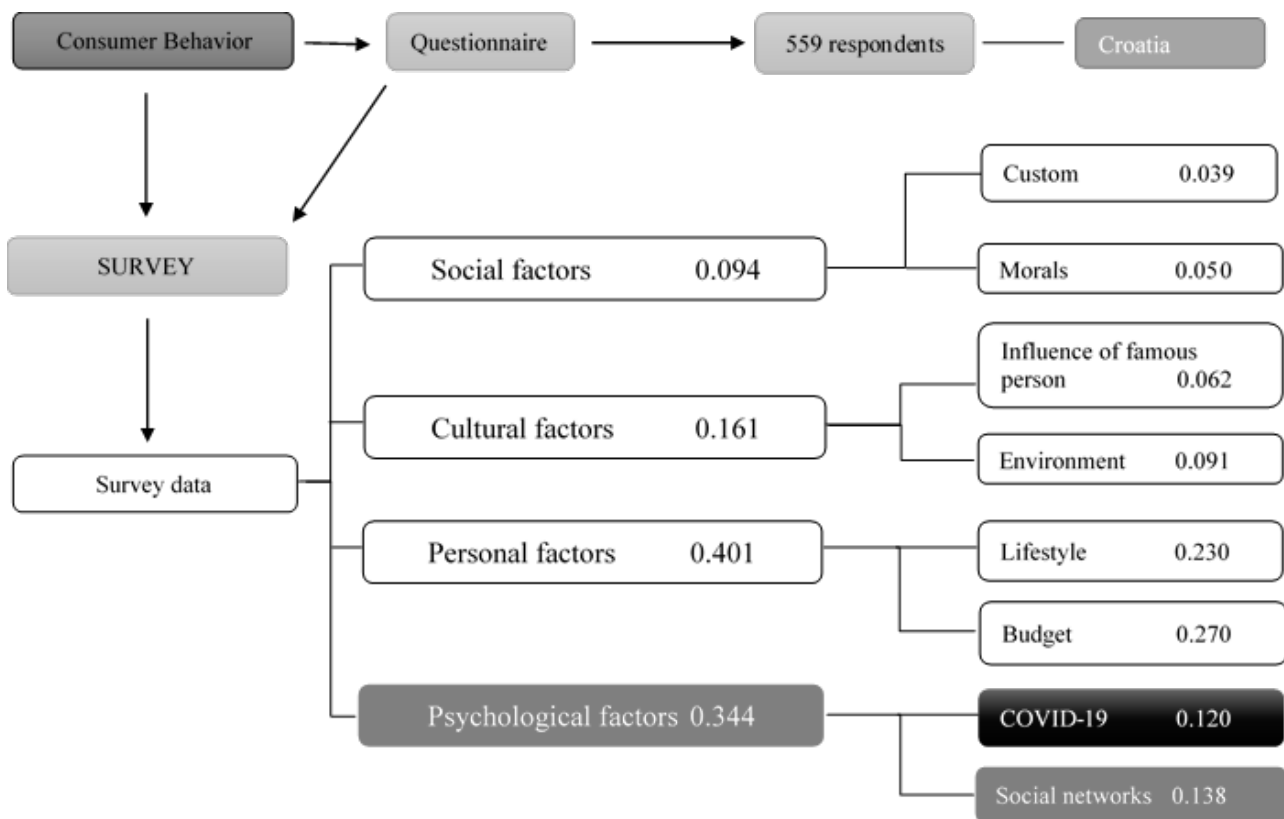 Consumer Behavior
Questionnaire
559 respondents
Croatia
Custom 0.039
SURVEY
Social factors 0.094
Morals 0.050
Influence of famous
person 0.062
Cultural factors 0.161
Environment 0.091
Survey data
Personal factors 0.401
Lifestyle 0.230
Budget 0.270
Psychological factors 0.344
COVID-19 0.120
Social networks 0.138